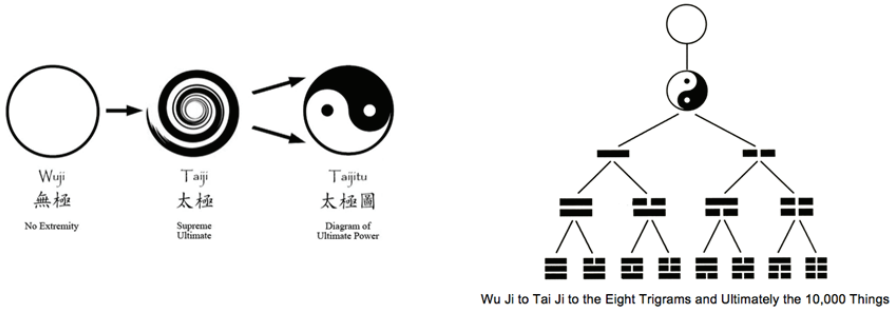 Wuji
無極
No Extremity
Taiji
太極
Supreme
Ultimate
Taijitu
太極圖
Diagram of
Ultimate Power
Wu Ji to Tai Ji to the Eight Trigrams and Ultimately the 10,000 Things